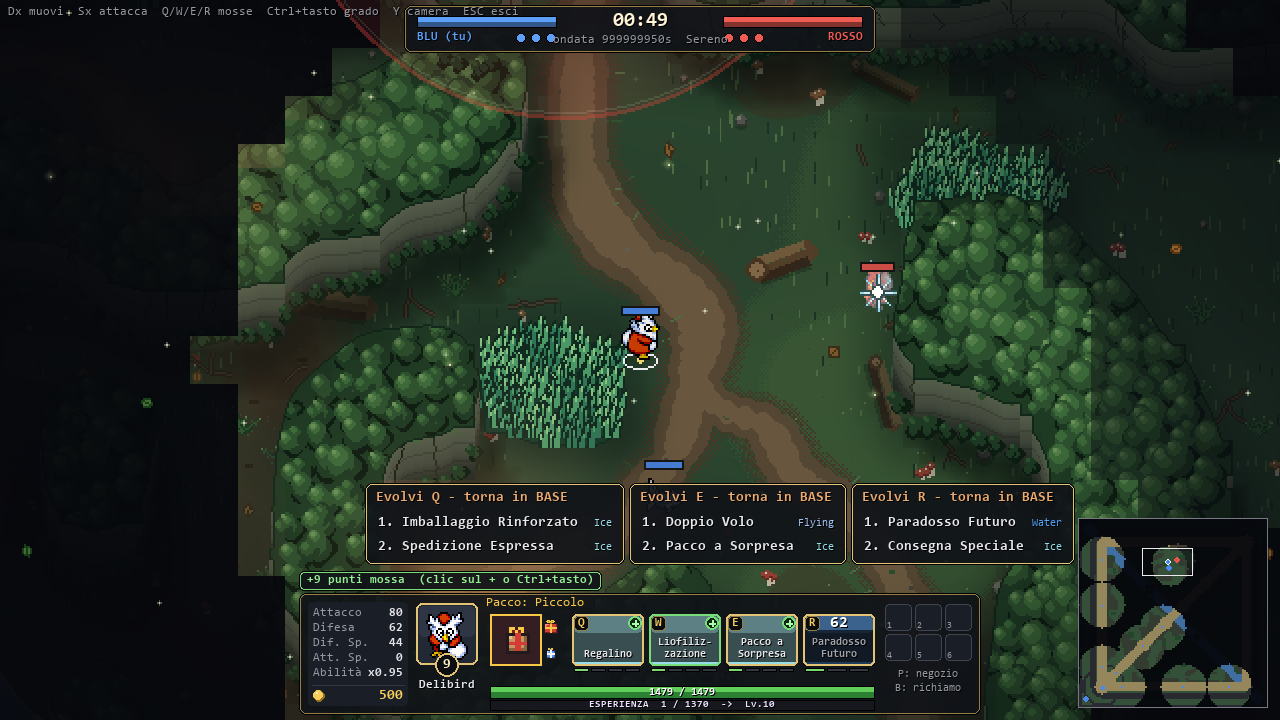 Dx muovi  Sx attacca  Q/W/E/R mosse  Ctrl+tasto grado  Y camera  ESC esci
00:49
BLU (tu)
ondata 999999950s  Sereno
ROSSO
Evolvi Q - torna in BASE
1. Imballaggio Rinforzato  Ice
2. Spedizione Espressa  Ice
Evolvi E - torna in BASE
1. Doppio Volo  Flying
2. Pacco a Sorpresa  Ice
Evolvi R - torna in BASE
1. Paradosso Futuro  Water
2. Consegna Speciale  Ice
+9 punti mossa  (clic sul + o Ctrl+tasto)
Attacco 80
Difesa 62
Dif. Sp. 44
Att. Sp. 0
Abilità x0.95
500
9
Delibird
Pacco: Piccolo
Q +
Regalino
W +
Liofiliz-
zazione
E +
Pacco a
Sorpresa
R 62
Paradosso
Futuro
1 2 3
4 5 6
P: negozio
B: richiamo
1479 / 1479
ESPERIENZA  1 / 1370  ->  Lv.10